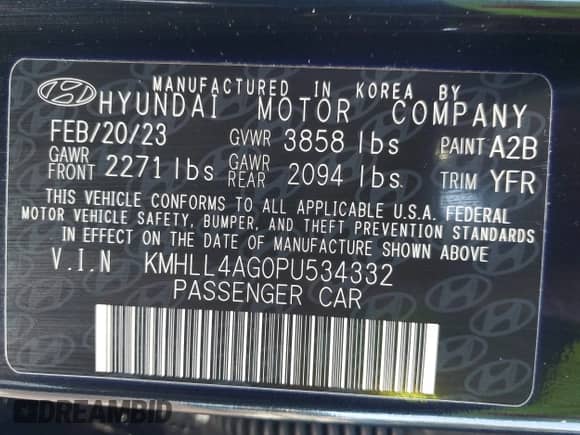 MANUFACTURED IN KOREA BY
HYUNDAI MOTOR COMPANY
FEB/20/23 GVWR 3858 lbs PAINT A2B
GAWR FRONT 2271 lbs GAWR REAR 2094 lbs. TRIM YFR
THIS VEHICLE CONFORMS TO ALL APPLICABLE U.S.A. FEDERAL
MOTOR VEHICLE SAFETY, BUMPER, AND THEFT PREVENTION STANDARDS
IN EFFECT ON THE DATE OF MANUFACTURE SHOWN ABOVE
V.I.N KMHLL4AG0PU534332
PASSENGER CAR
DREAMBID